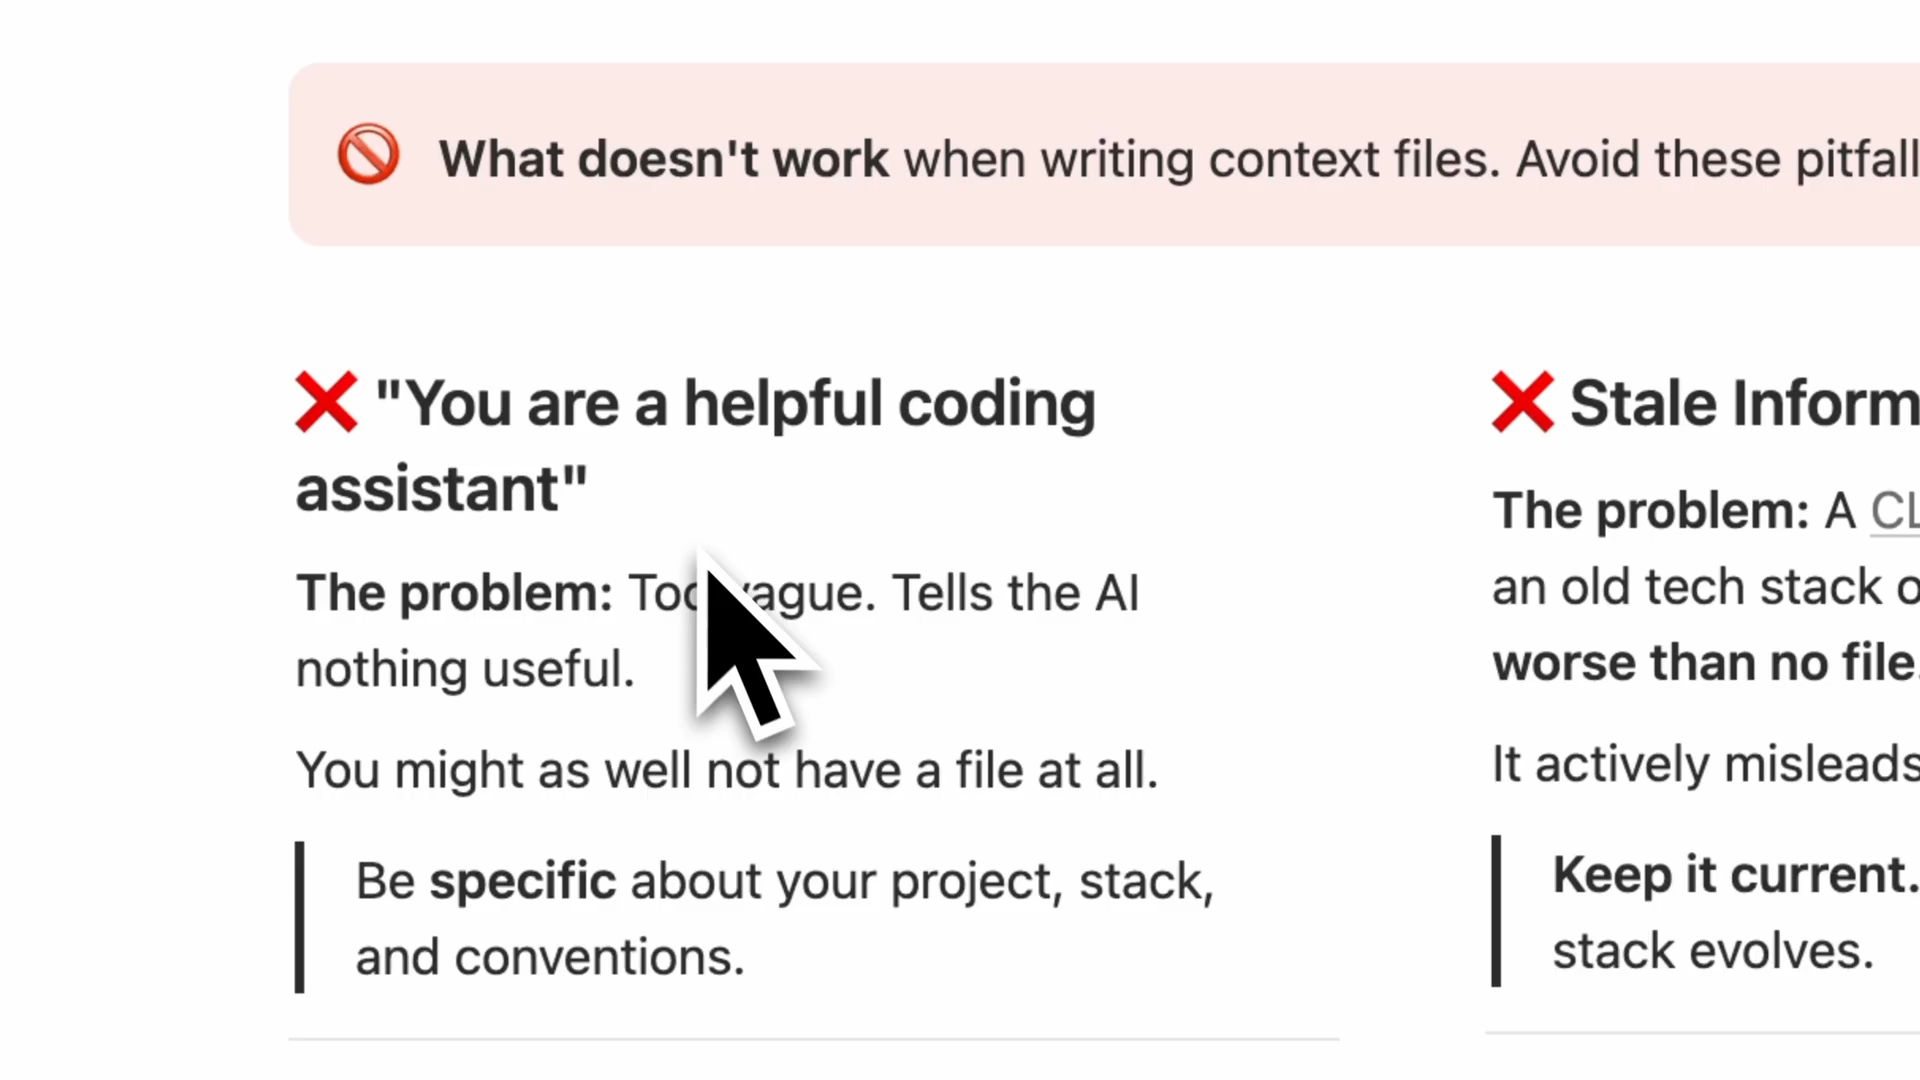 🚫 What doesn't work when writing context files. Avoid these
❌ "You are a helpful coding
assistant"
The problem: Too vague. Tells the AI
nothing useful.
You might as well not have a file at all.
Be specific about your project, stack,
and conventions.
❌ Stale
The problem: A
an old tech stack
worse than no file.
It actively misleads
Keep it current.
stack evolves.